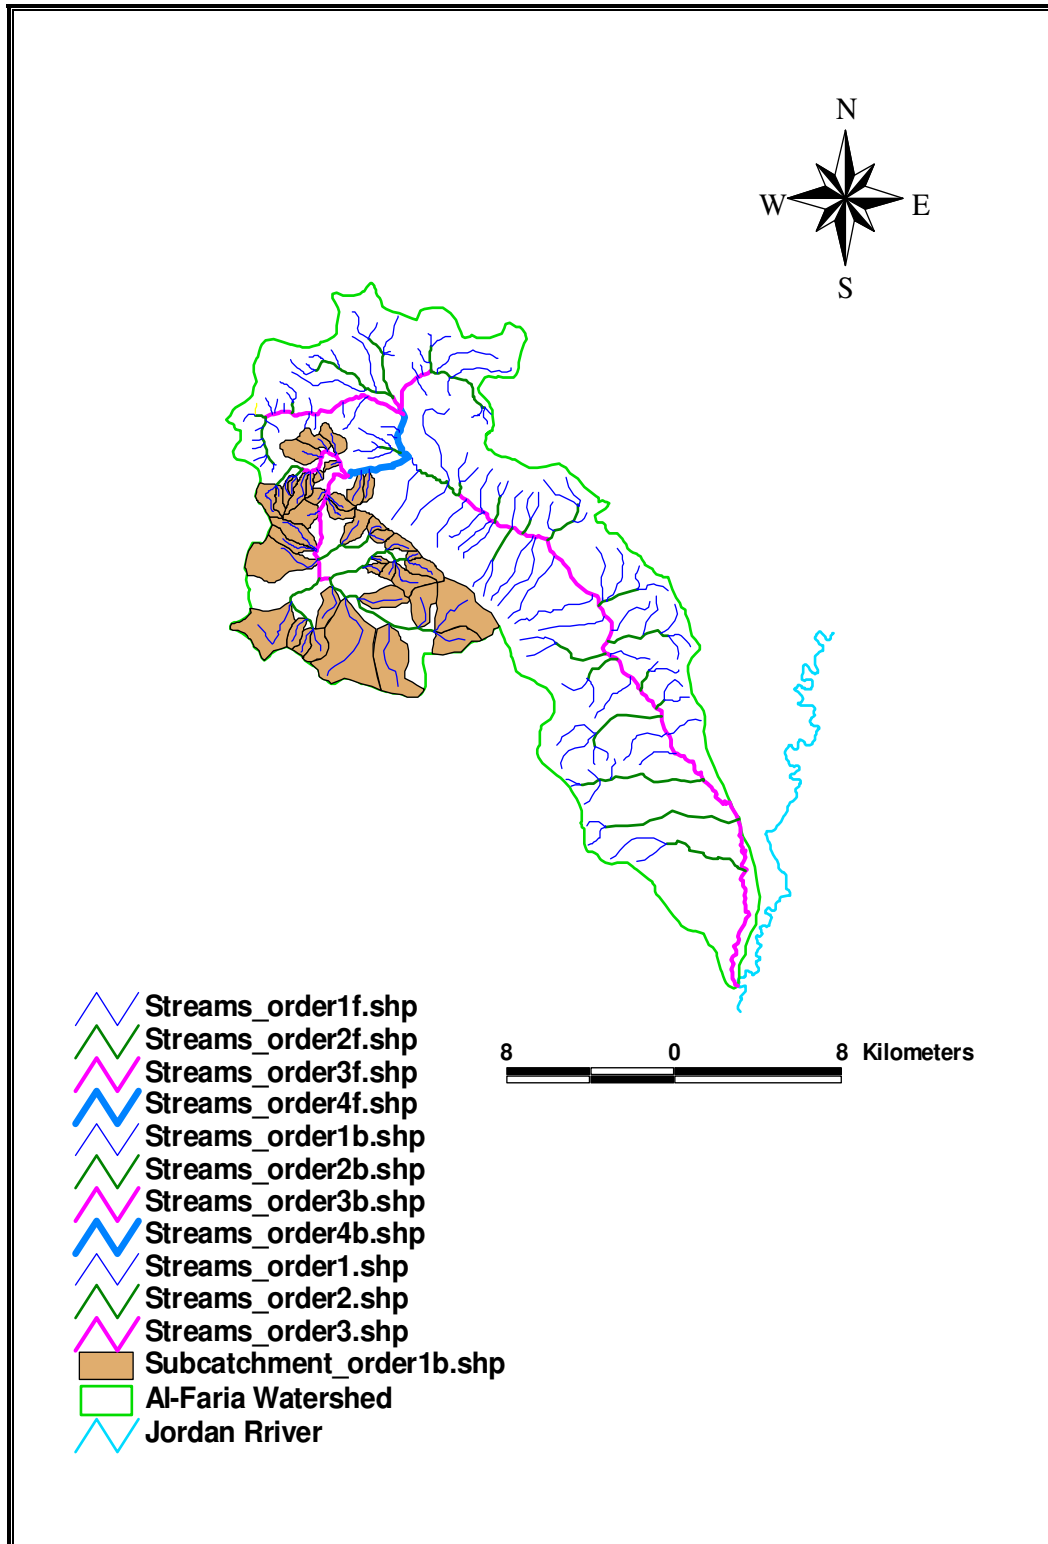 N
W E
S
Streams_order1f.shp
Streams_order2f.shp
Streams_order3f.shp
Streams_order4f.shp
Streams_order1b.shp
Streams_order2b.shp
Streams_order3b.shp
Streams_order4b.shp
Streams_order1.shp
Streams_order2.shp
Streams_order3.shp
Subcatchment_order1b.shp
Al-Faria Watershed
Jordan Rriver
8 0 8 Kilometers